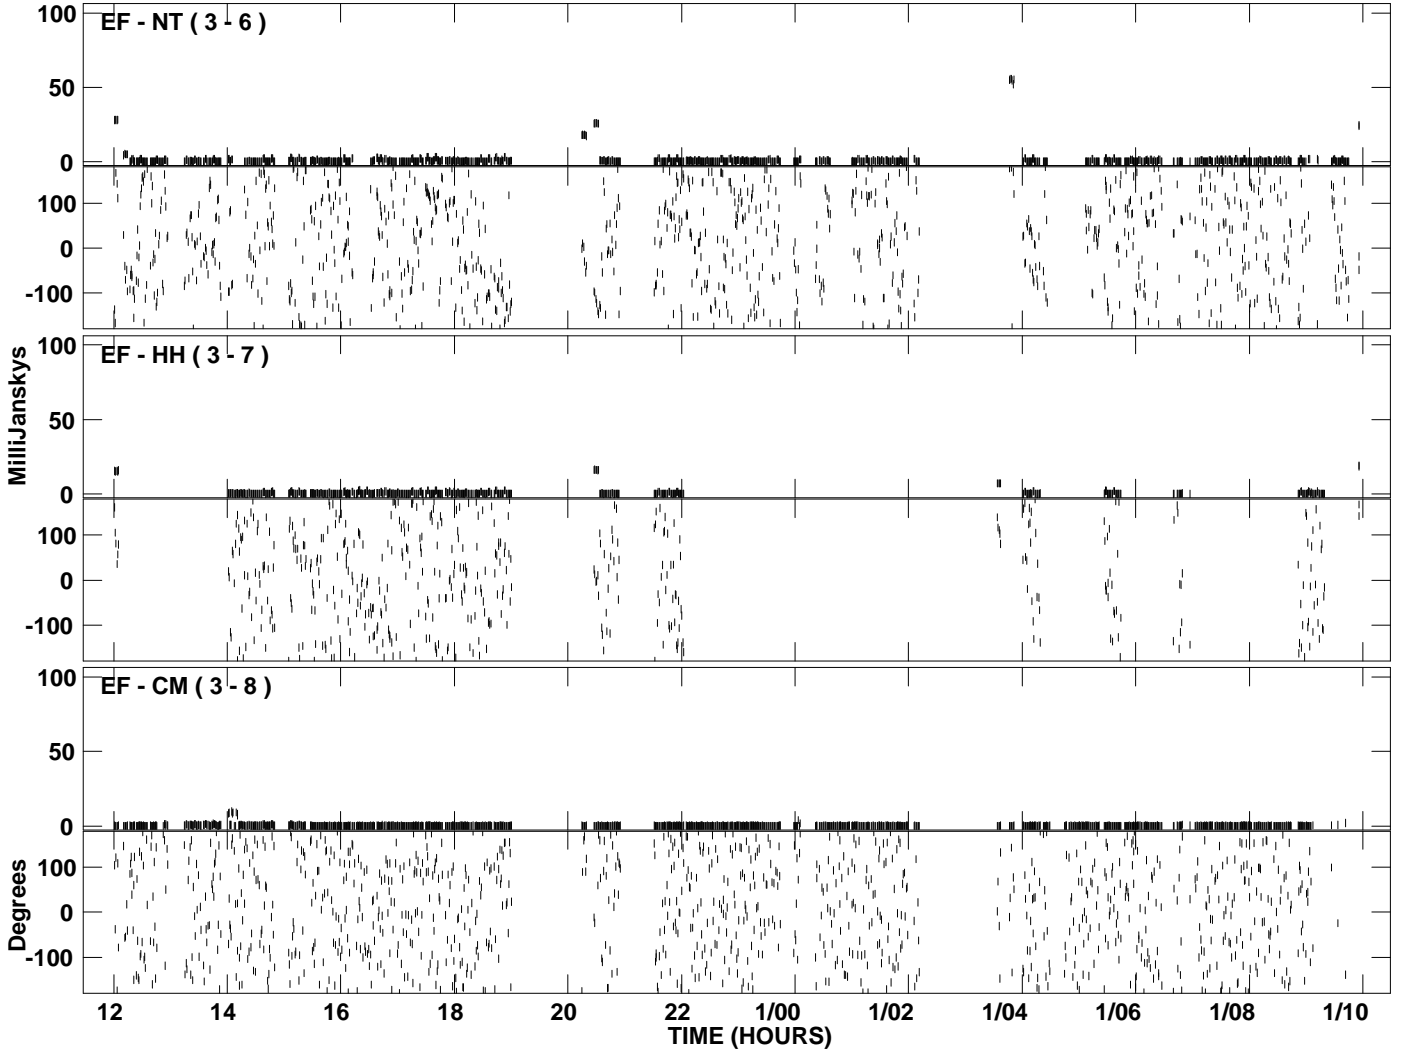 100
EF - NT ( 3 - 6 )
50
0
100
0
-100
100
EF - HH ( 3 - 7 )
50
0
100
0
-100
MilliJanskys
100
EF - CM ( 3 - 8 )
50
0
100
0
-100
Degrees
12 14 16 18 20 22 1/00 1/02 1/04 1/06 1/08 1/10
TIME (HOURS)